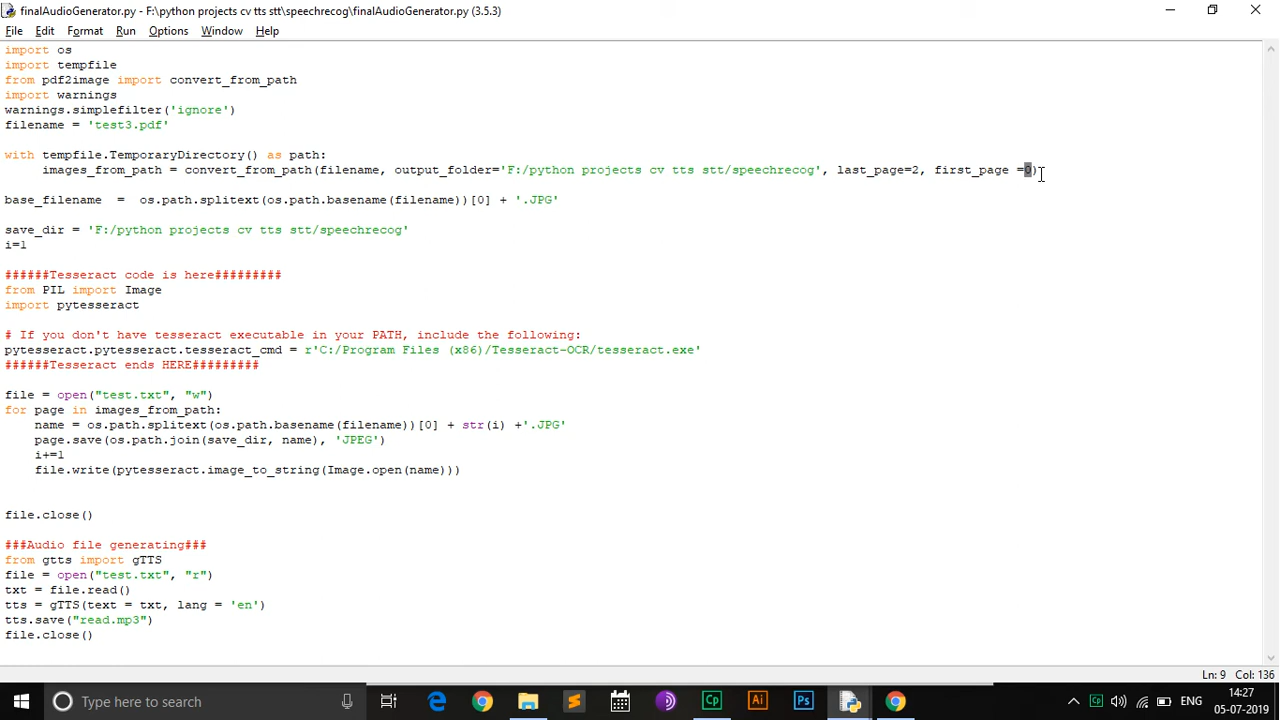 finalAudioGenerator.py - F:\python projects cv tts stt\speechrecog\finalAudioGenerator.py (3.5.3)
File Edit Format Run Options Window Help
import os
import tempfile
from pdf2image import convert_from_path
import warnings
warnings.simplefilter('ignore')
filename = 'test3.pdf'
with tempfile.TemporaryDirectory() as path:
images_from_path = convert_from_path(filename, output_folder='F:/python projects cv tts stt/speechrecog', last_page=2, first_page =0)
base_filename  =  os.path.splitext(os.path.basename(filename))[0] + '.JPG'
save_dir = 'F:/python projects cv tts stt/speechrecog'
i=1
######Tesseract code is here#########
from PIL import Image
import pytesseract
# If you don't have tesseract executable in your PATH, include the following:
pytesseract.pytesseract.tesseract_cmd = r'C:/Program Files (x86)/Tesseract-OCR/tesseract.exe'
######Tesseract ends HERE#########
file = open("test.txt", "w")
for page in images_from_path:
name = os.path.splitext(os.path.basename(filename))[0] + str(i) +'.JPG'
page.save(os.path.join(save_dir, name), 'JPEG')
i+=1
file.write(pytesseract.image_to_string(Image.open(name)))
file.close()
###Audio file generating###
from gtts import gTTS
file = open("test.txt", "r")
txt = file.read()
tts = gTTS(text = txt, lang = 'en')
tts.save("read.mp3")
file.close()
Ln: 9 Col: 136
Type here to search
Cp Ai Ps
Cp ENG
14:27
05-07-2019